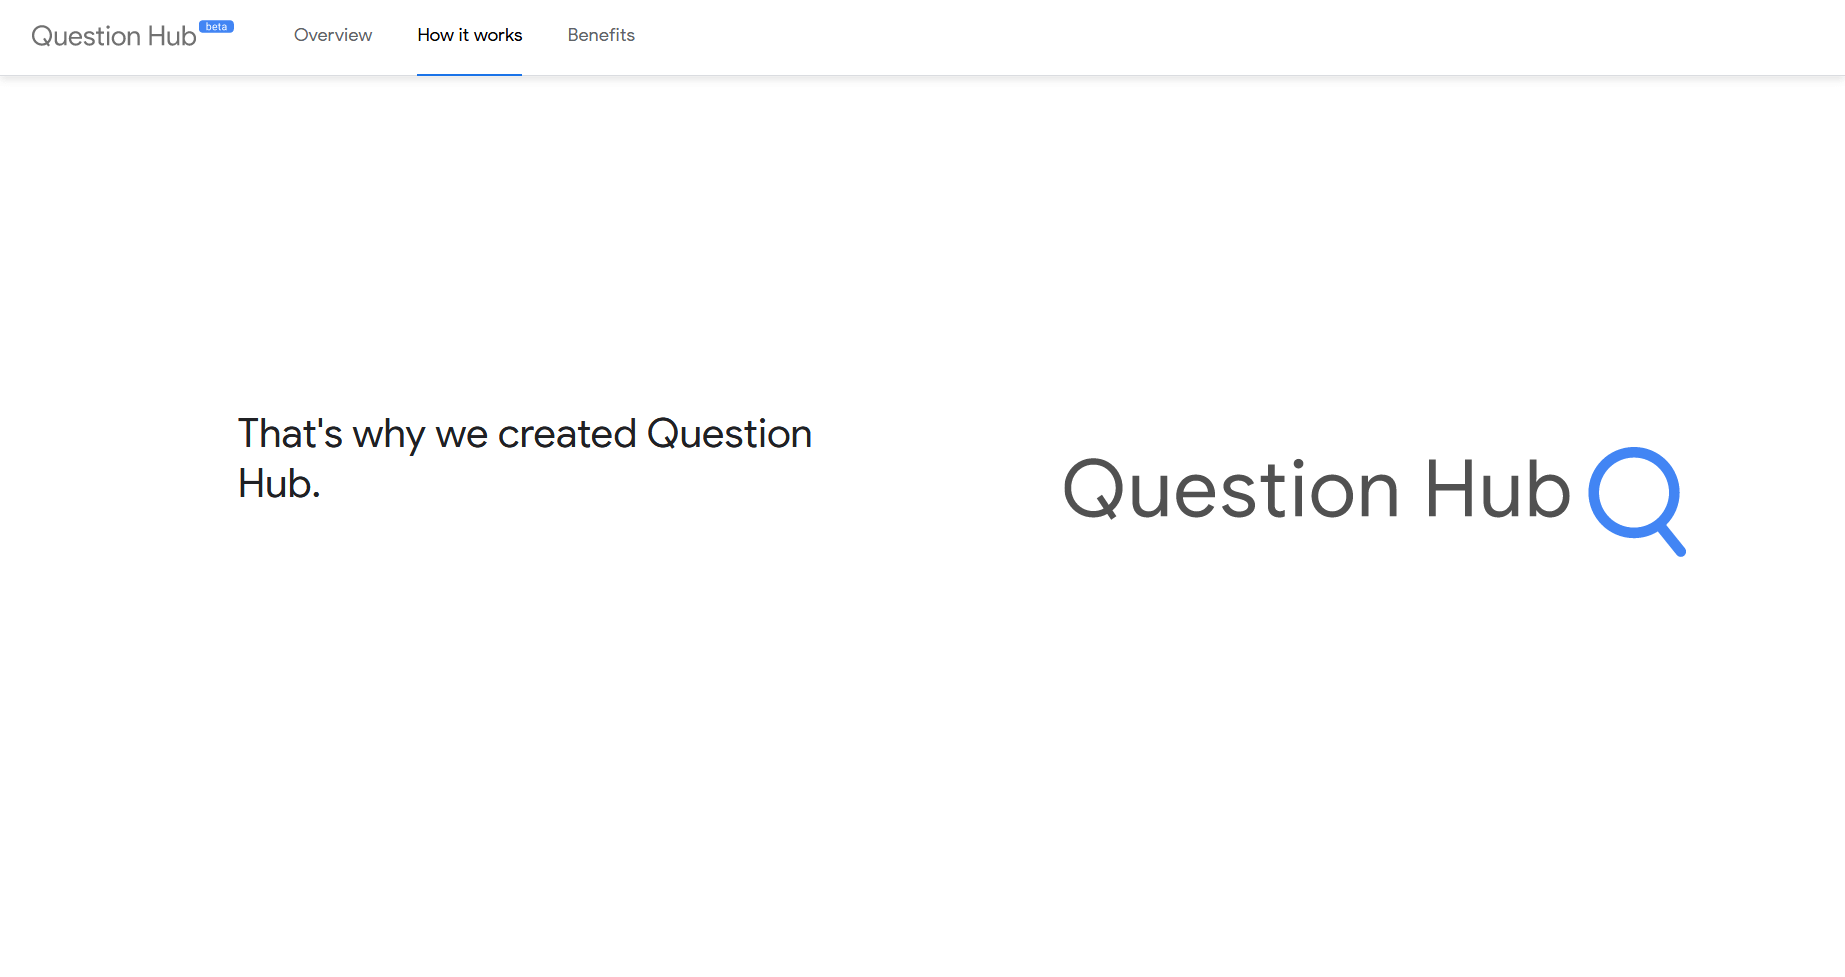 Question Hub beta
Overview
How it works
Benefits
That's why we created Question
Hub.
Question Hub